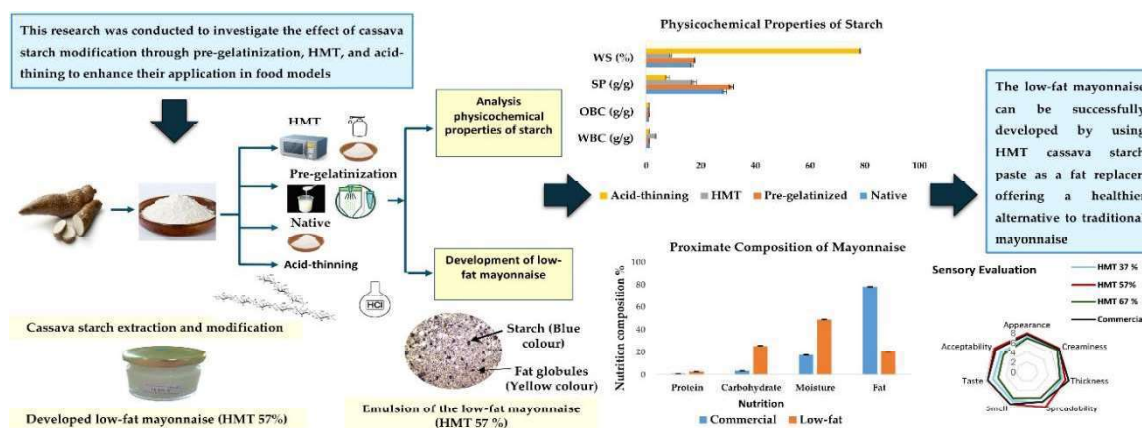 This research was conducted to investigate the effect of cassava
starch modification through pre-gelatinization, HMT, and acid-
thining to enhance their application in food models
HMT
Pre-gelatinization
Native
Acid-thinning
HCl
Cassava starch extraction and modification
Developed low-fat mayonnaise (HMT 57%)
Analysis
physicochemical
properties of starch
Development of low-
fat mayonnaise
Starch (Blue
colour)
Fat globules
(Yellow colour)
Emulsion of the low-fat mayonnaise
(HMT 57 %)
Physicochemical Properties of Starch
WS (%)
SP (g/g)
OBC (g/g)
WBC (g/g)
0 20 40 60 80 100
Acid-thinning HMT Pre-gelatinized Native
Proximate Composition of Mayonnaise
Nutrition composition %
100
80
60
40
20
0
Protein Carbohydrate Moisture Fat
Nutrition
Commercial Low-fat
The low-fat mayonnaise
can be successfully
developed by using
HMT cassava starch
paste as a fat replacer
offering a healthier
alternative to traditional
mayonnaise
Sensory Evaluation
HMT 37 %
HMT 57%
HMT 67 %
Commercial
Appearance
Creaminess
Thickness
Spreadability
Smell
Taste
Acceptability
8
6
4
2
0